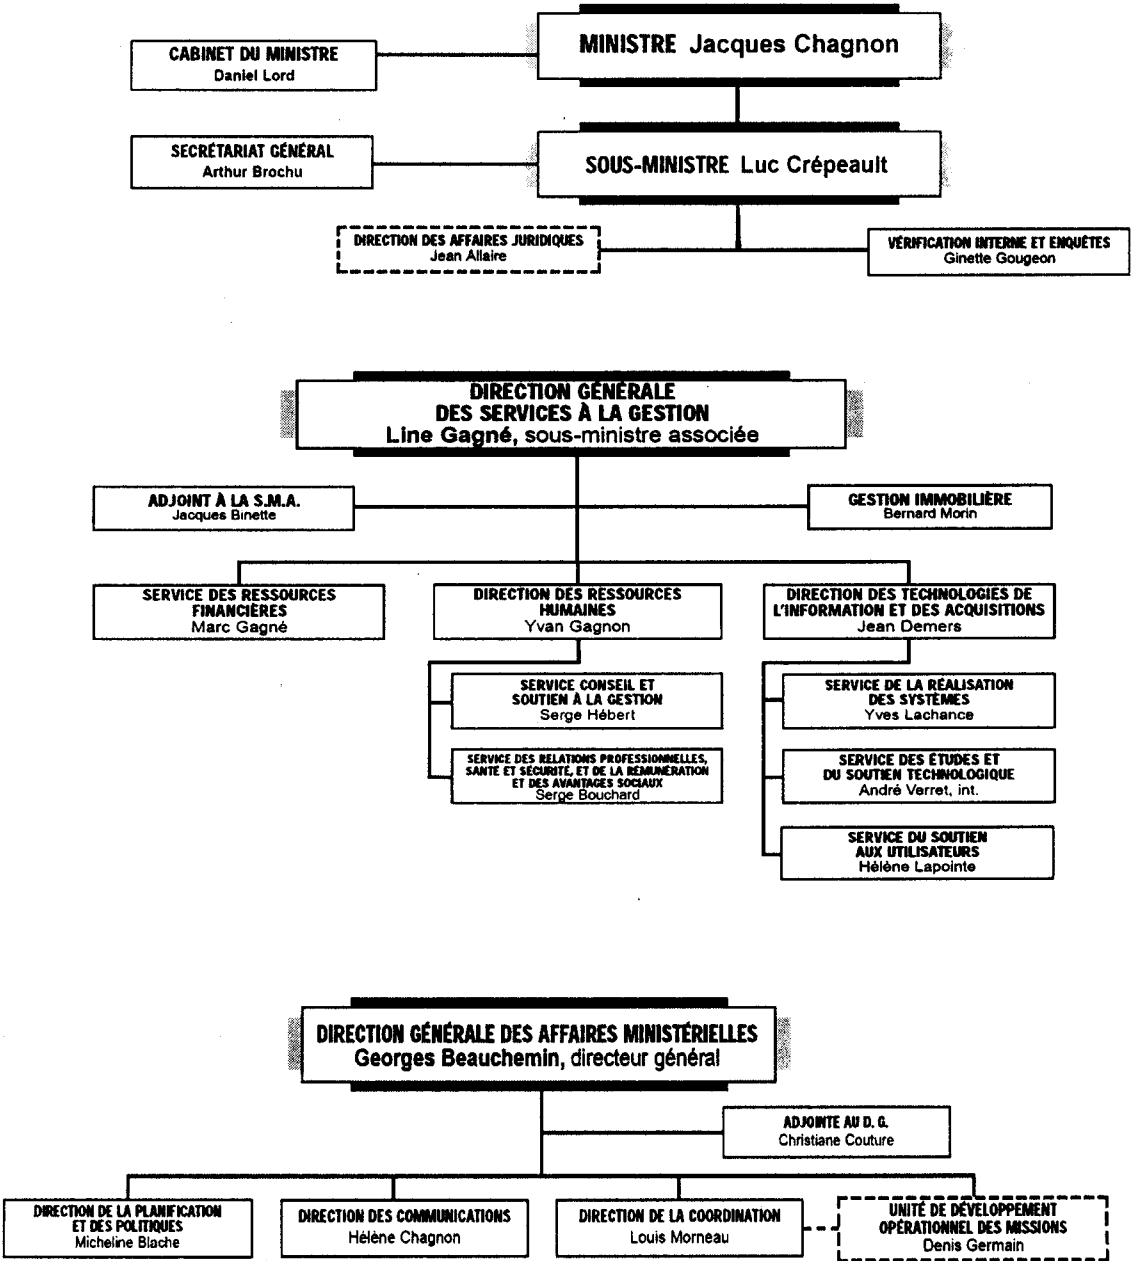 MINISTRE Jacques Chagnon
CABINET DU MINISTRE
Daniel Lord
SECRÉTARIAT GÉNÉRAL
Arthur Brochu
SOUS-MINISTRE Luc Crépeault
DIRECTION DES AFFAIRES JURIDIQUES
Jean Allaire
VÉRIFICATION INTERNE ET ENQUÊTES
Ginette Gougeon
DIRECTION GÉNÉRALE
DES SERVICES À LA GESTION
Line Gagné, sous-ministre associée
ADJOINT À LA S.M.A.
Jacques Binette
GESTION IMMOBILIÈRE
Bernard Morin
SERVICE DES RESSOURCES
FINANCIÈRES
Marc Gagné
DIRECTION DES RESSOURCES
HUMAINES
Yvan Gagnon
DIRECTION DES TECHNOLOGIES DE
L'INFORMATION ET DES ACQUISITIONS
Jean Demers
SERVICE CONSEIL ET
SOUTIEN À LA GESTION
Serge Hébert
SERVICE DES RELATIONS PROFESSIONNELLES,
SANTÉ ET SÉCURITÉ, ET DE LA RÉMUNÉRATION
ET DES AVANTAGES SOCIAUX
Serge Bouchard
SERVICE DE LA RÉALISATION
DES SYSTÈMES
Yves Lachance
SERVICE DES ÉTUDES ET
DU SOUTIEN TECHNOLOGIQUE
André Verret, int.
SERVICE DU SOUTIEN
AUX UTILISATEURS
Hélène Lapointe
DIRECTION GÉNÉRALE DES AFFAIRES MINISTÉRIELLES
Georges Beauchemin, directeur général
ADJOINTE AU D. G.
Christiane Couture
DIRECTION DE LA PLANIFICATION
ET DES POLITIQUES
Micheline Blache
DIRECTION DES COMMUNICATIONS
Hélène Chagnon
DIRECTION DE LA COORDINATION
Louis Morneau
UNITÉ DE DÉVELOPPEMENT
OPÉRATIONNEL DES MISSIONS
Denis Germain